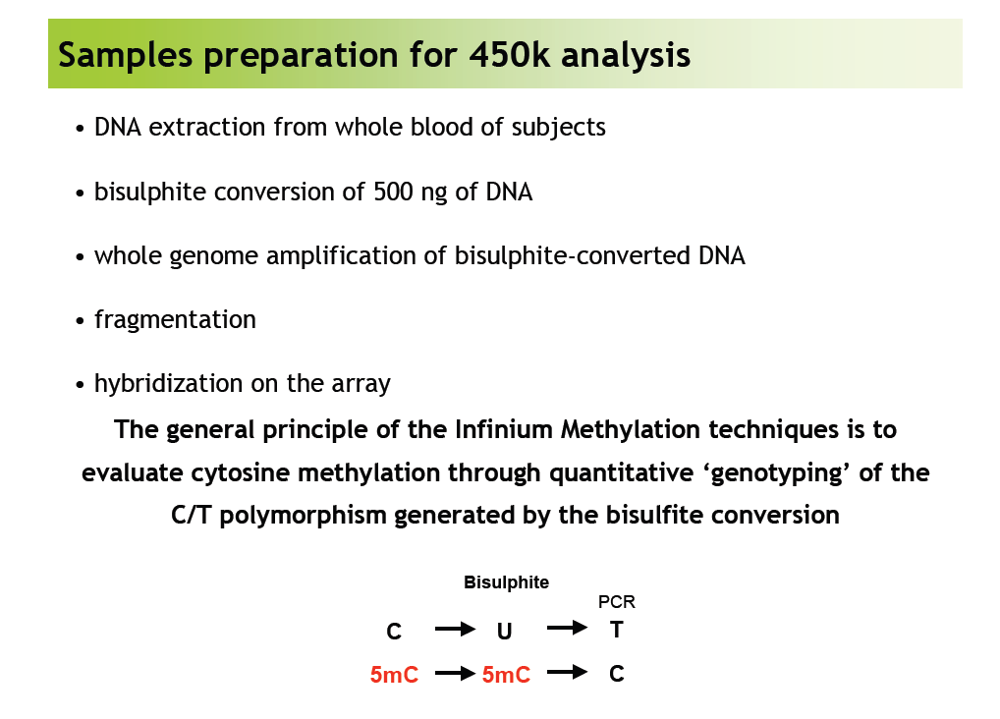 Samples preparation for 450k analysis
• DNA extraction from whole blood of subjects
• bisulphite conversion of 500 ng of DNA
• whole genome amplification of bisulphite-converted DNA
• fragmentation
• hybridization on the array
The general principle of the Infinium Methylation techniques is to
evaluate cytosine methylation through quantitative ‘genotyping’ of the
C/T polymorphism generated by the bisulfite conversion
Bisulphite
PCR
C → U → T
5mC → 5mC → C